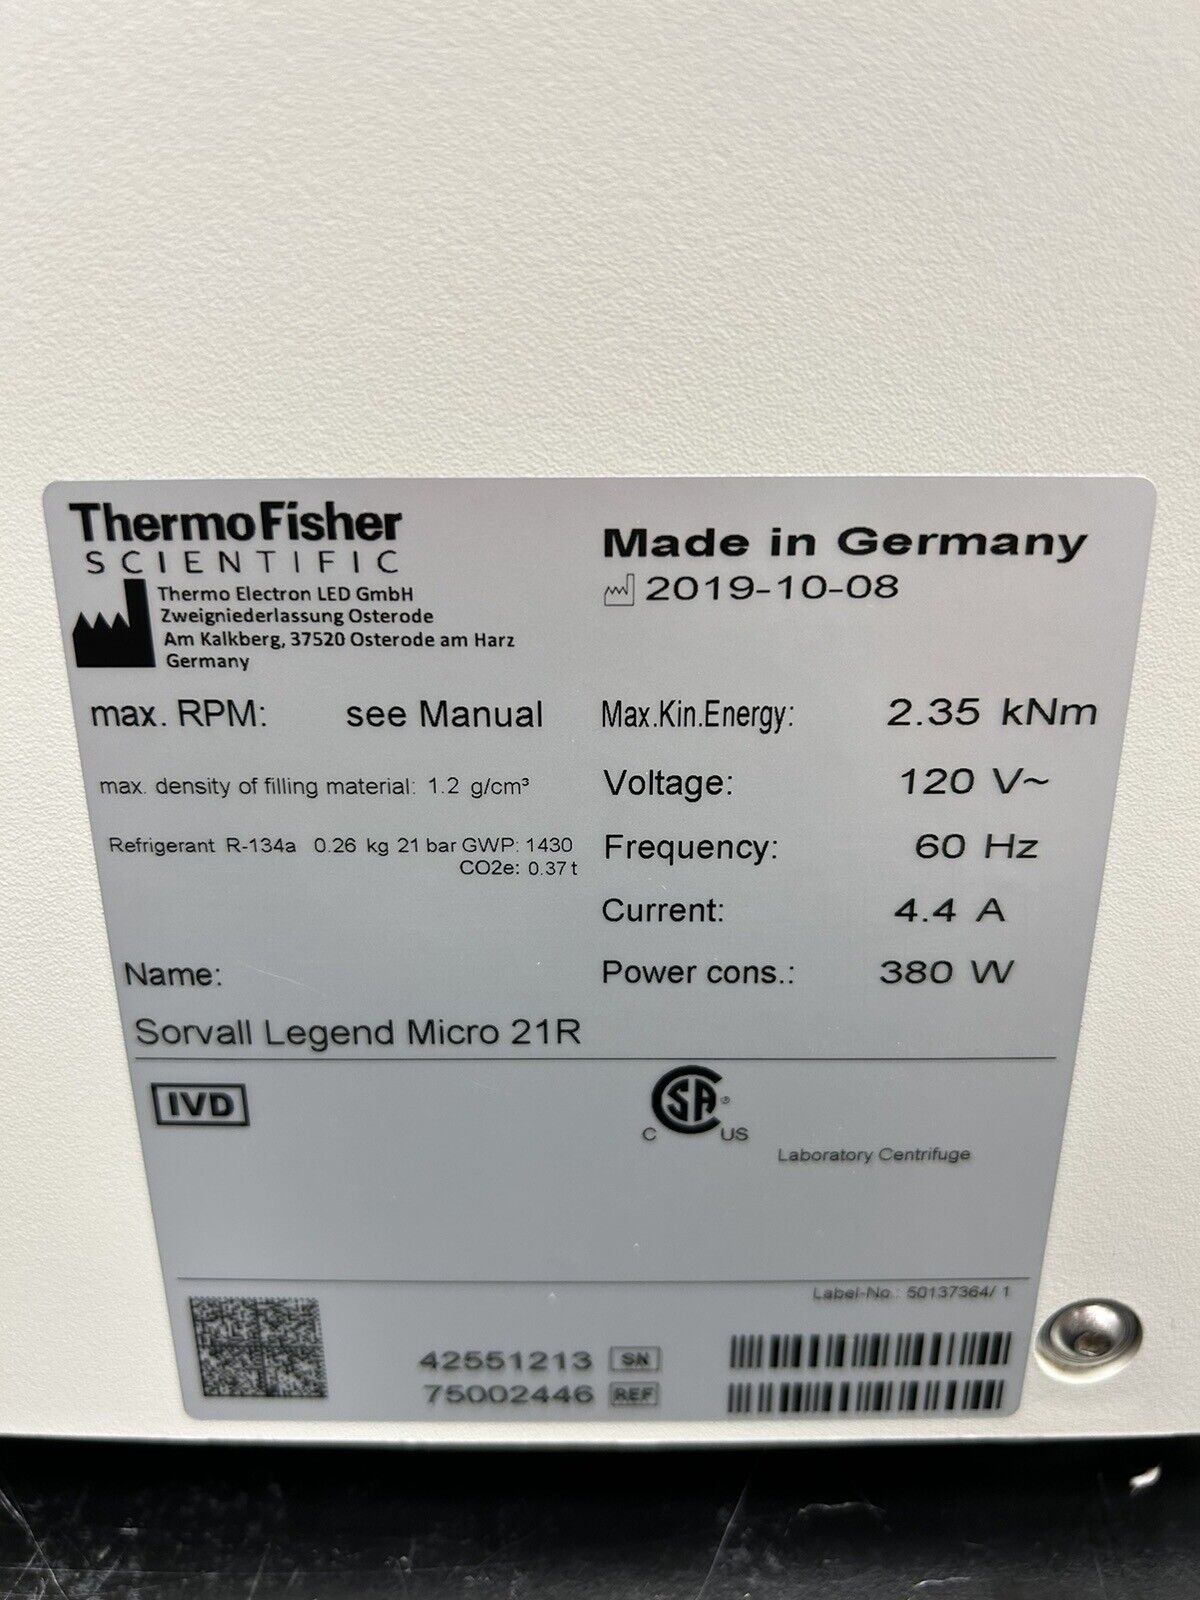 ThermoFisher
SCIENTIFIC
Thermo Electron LED GmbH
Zweigniederlassung Osterode
Am Kalkberg, 37520 Osterode am Harz
Germany
Made in Germany
2019-10-08
max. RPM: see Manual
max. density of filling material: 1.2 g/cm³
Refrigerant R-134a 0.26 kg 21 bar GWP: 1430
CO2e: 0.37 t
Name:
Sorvall Legend Micro 21R
Max.Kin.Energy: 2.35 kNm
Voltage: 120 V~
Frequency: 60 Hz
Current: 4.4 A
Power cons.: 380 W
IVD
CSA ®
C US
Laboratory Centrifuge
Label-No.: 50137364/ 1
42551213 SN
75002446 REF